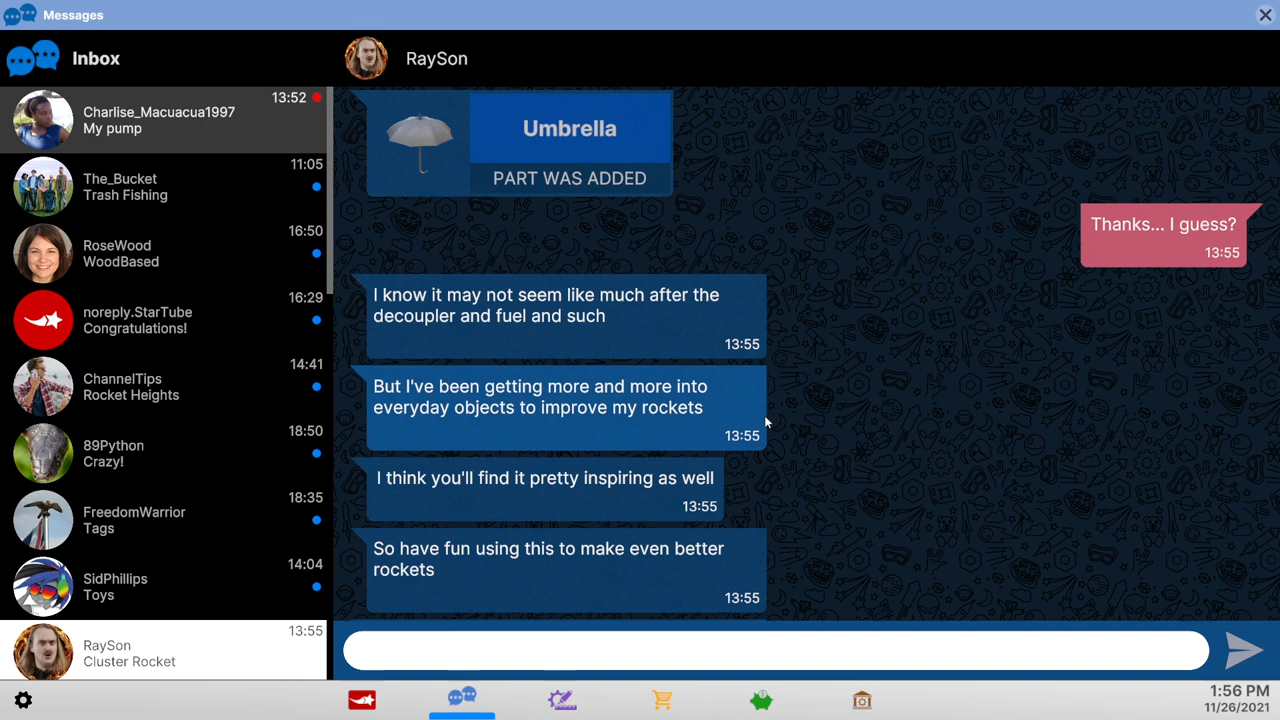 Messages
Inbox
RaySon
13:52
Charlise_Macuacua1997
My pump
11:05
The_Bucket
Trash Fishing
16:50
RoseWood
WoodBased
16:29
noreply.StarTube
Congratulations!
14:41
ChannelTips
Rocket Heights
18:50
89Python
Crazy!
18:35
FreedomWarrior
Tags
14:04
SidPhillips
Toys
13:55
RaySon
Cluster Rocket
Umbrella
PART WAS ADDED
Thanks... I guess?
13:55
I know it may not seem like much after the
decoupler and fuel and such
13:55
But I've been getting more and more into
everyday objects to improve my rockets
13:55
I think you'll find it pretty inspiring as well
13:55
So have fun using this to make even better
rockets
13:55
1:56 PM
11/26/2021